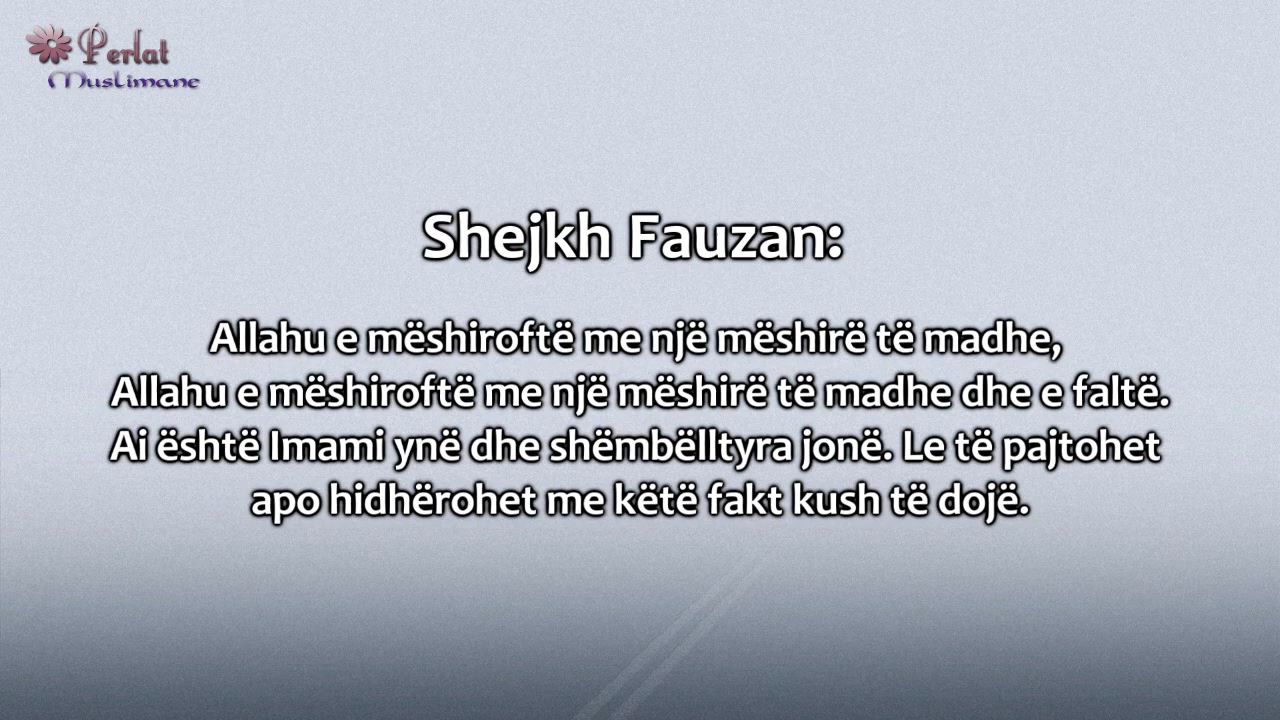 Perlat
Muslimane
Shejkh Fauzan:
Allahu e mëshiroftë me një mëshirë të madhe,
Allahu e mëshiroftë me një mëshirë të madhe dhe e faltë.
Ai është Imami ynë dhe shëmbëlltyra jonë. Le të pajtohet
apo hidhërohet me këtë fakt kush të dojë.